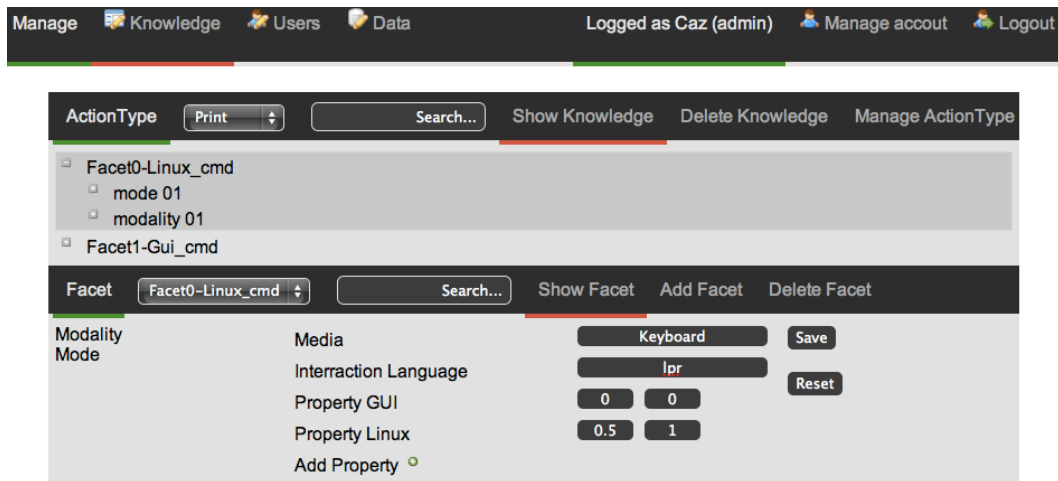 Manage Knowledge Users Data Logged as Caz (admin) Manage accout Logout
ActionType Print Search... Show Knowledge Delete Knowledge Manage ActionType
Facet0-Linux_cmd
mode 01
modality 01
Facet1-Gui_cmd
Facet Facet0-Linux_cmd Search... Show Facet Add Facet Delete Facet
Modality Media Keyboard Save
Mode
Interraction Language lpr
Reset
Property GUI 0 0
Property Linux 0.5 1
Add Property